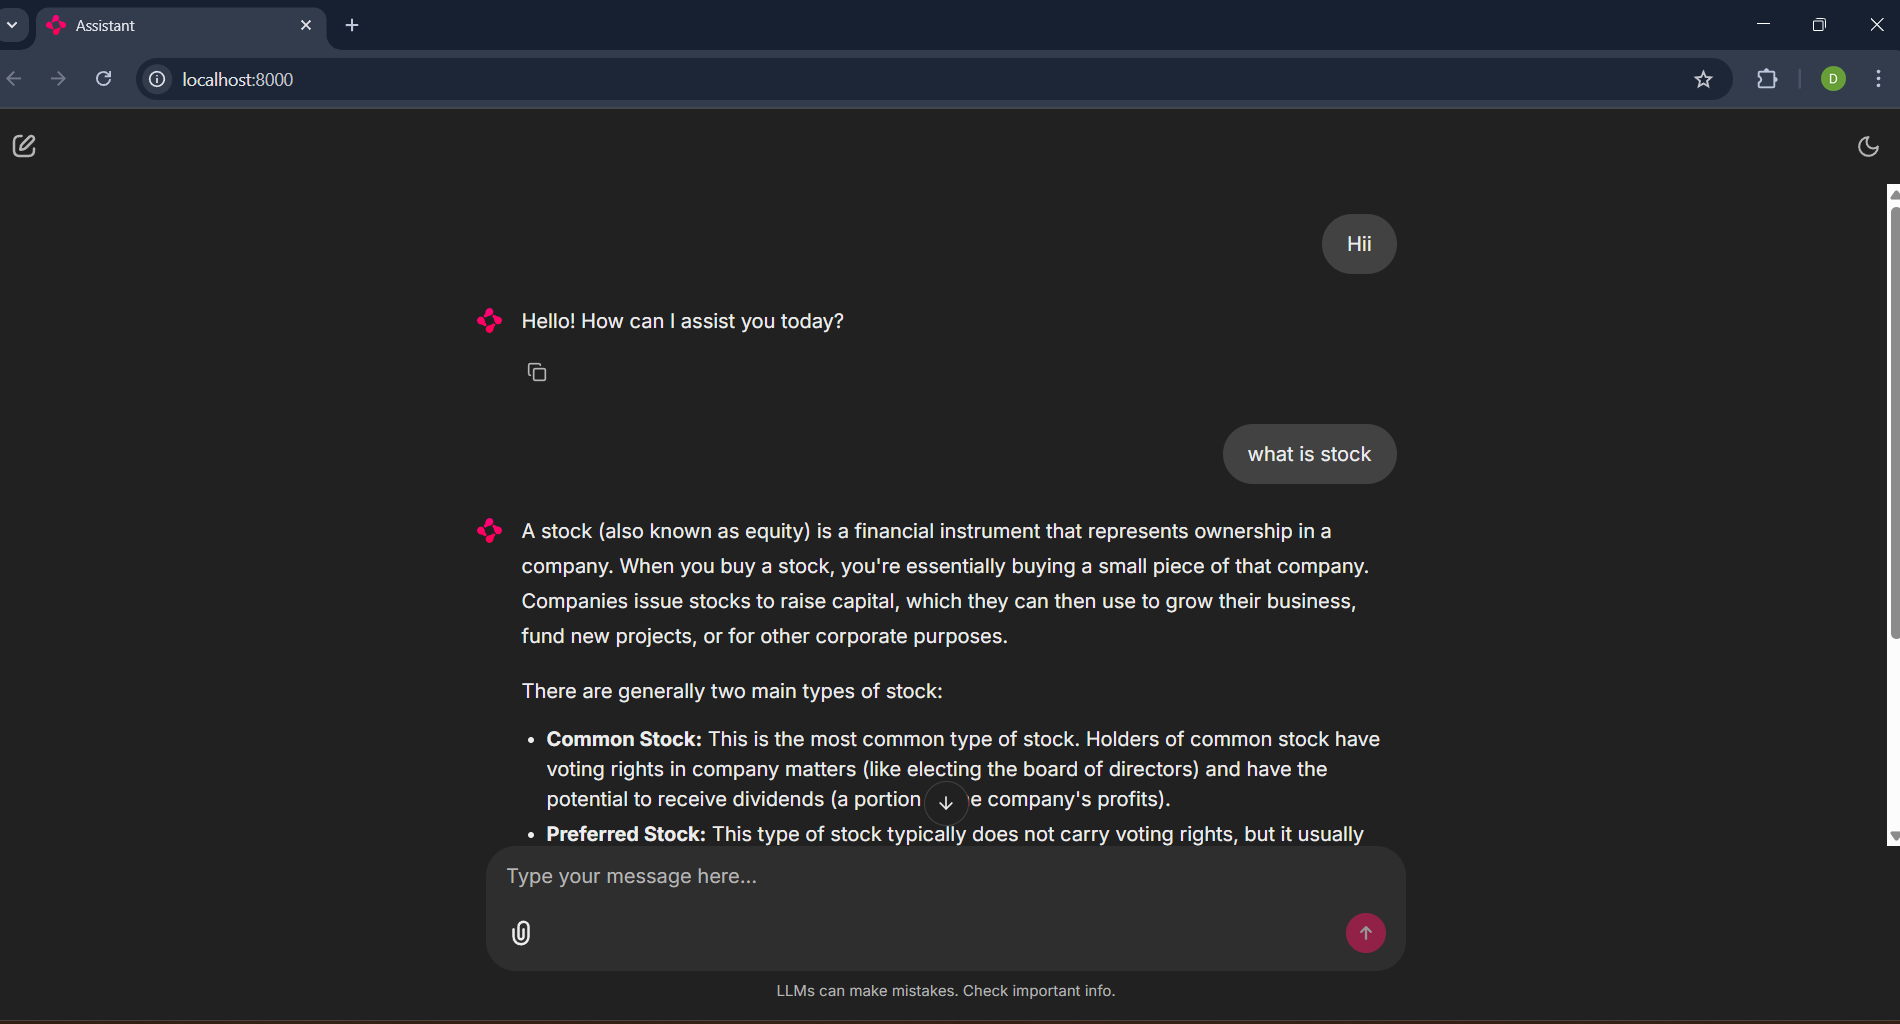 Assistant
localhost:8000
D
Hii
Hello! How can I assist you today?
what is stock
A stock (also known as equity) is a financial instrument that represents ownership in a
company. When you buy a stock, you're essentially buying a small piece of that company.
Companies issue stocks to raise capital, which they can then use to grow their business,
fund new projects, or for other corporate purposes.
There are generally two main types of stock:
• Common Stock: This is the most common type of stock. Holders of common stock have
voting rights in company matters (like electing the board of directors) and have the
potential to receive dividends (a portion e company's profits).
• Preferred Stock: This type of stock typically does not carry voting rights, but it usually
Type your message here...
LLMs can make mistakes. Check important info.